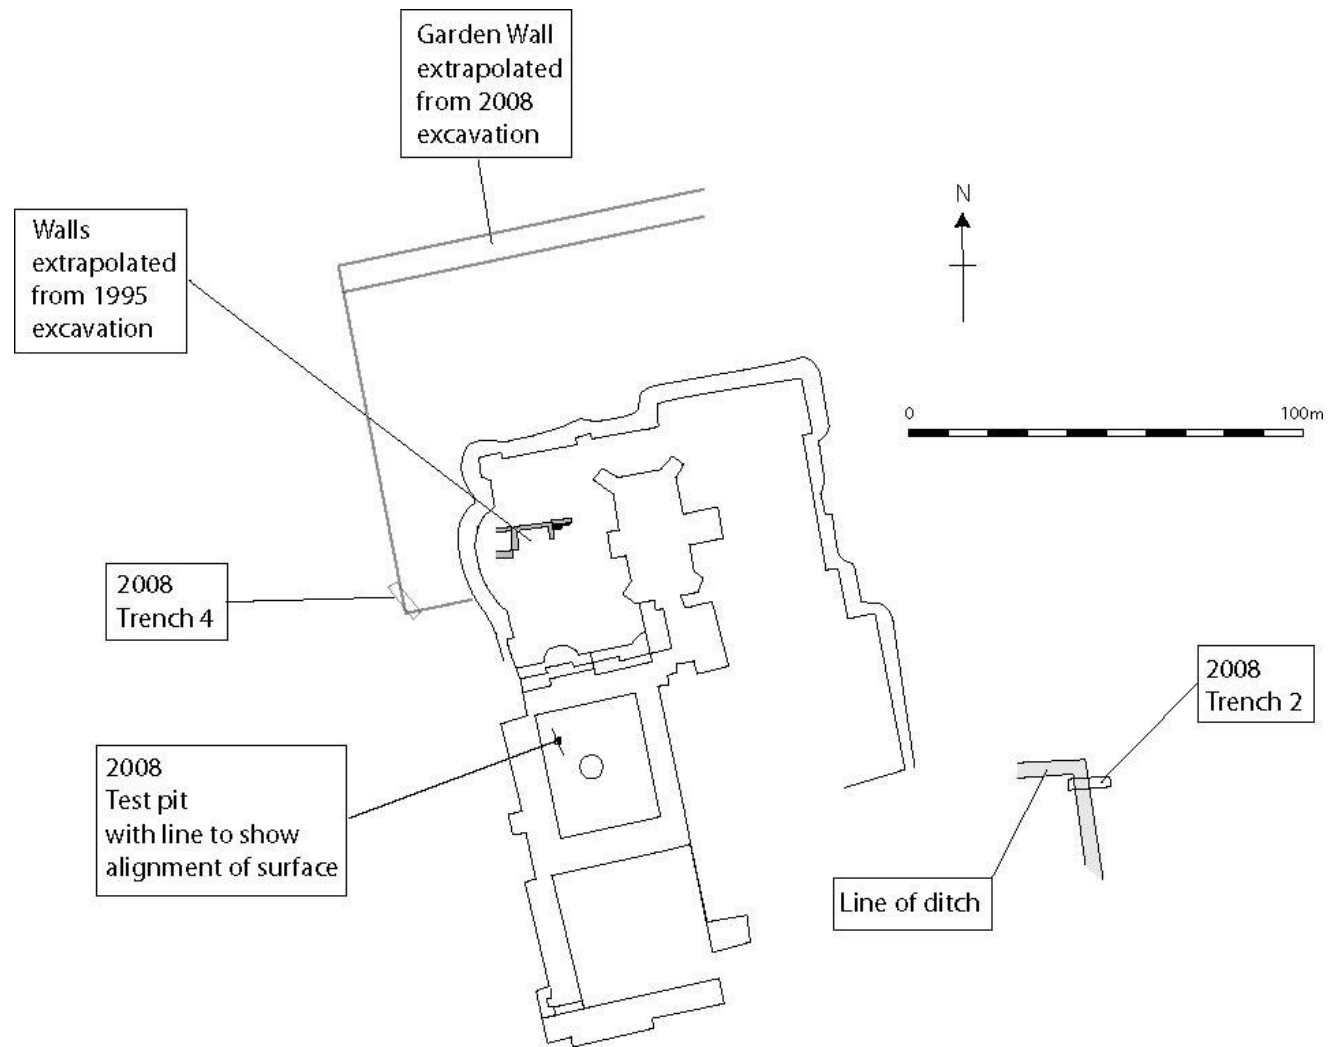 Garden Wall
extrapolated
from 2008
excavation
Walls
extrapolated
from 1995
excavation
N
0
100m
2008
Trench 4
2008
Trench 2
2008
Test pit
with line to show
alignment of surface
Line of ditch